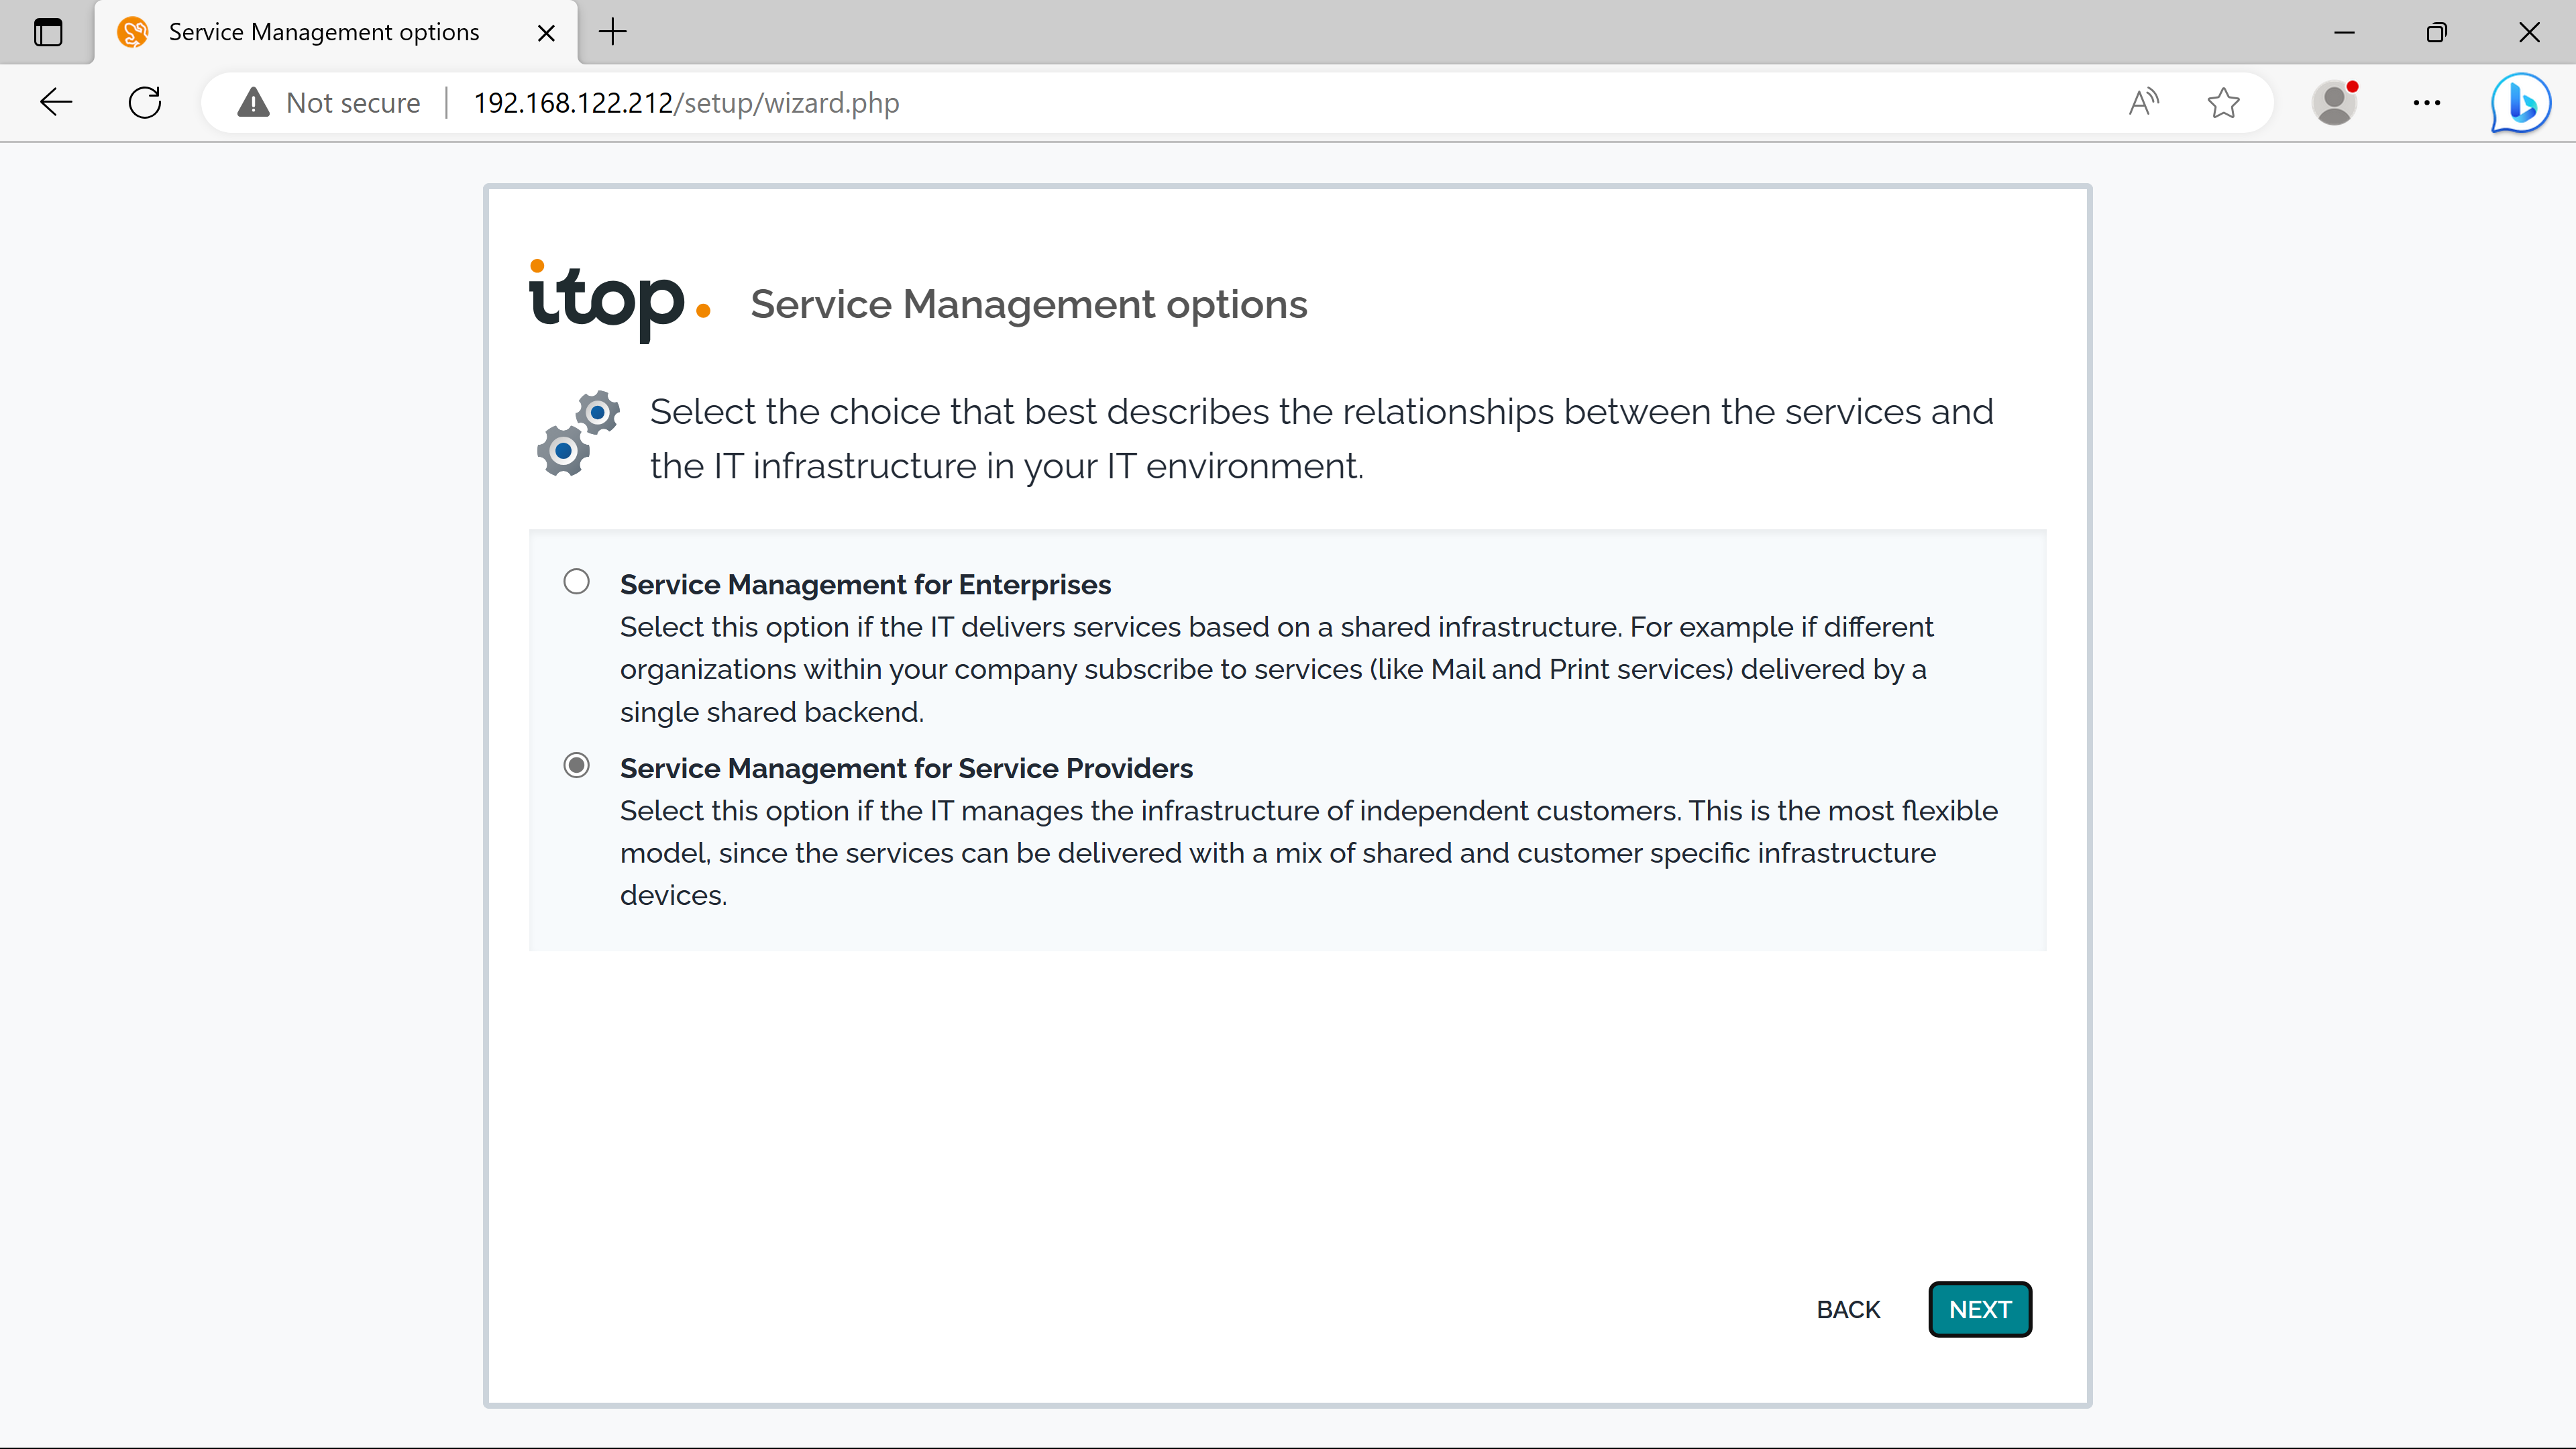 Service Management options
Not secure
192.168.122.212/setup/wizard.php
itop
Service Management options
Select the choice that best describes the relationships between the services and
the IT infrastructure in your IT environment.
Service Management for Enterprises
Select this option if the IT delivers services based on a shared infrastructure. For example if different
organizations within your company subscribe to services (like Mail and Print services) delivered by a
single shared backend.
Service Management for Service Providers
Select this option if the IT manages the infrastructure of independent customers. This is the most flexible
model, since the services can be delivered with a mix of shared and customer specific infrastructure
devices.
BACK NEXT